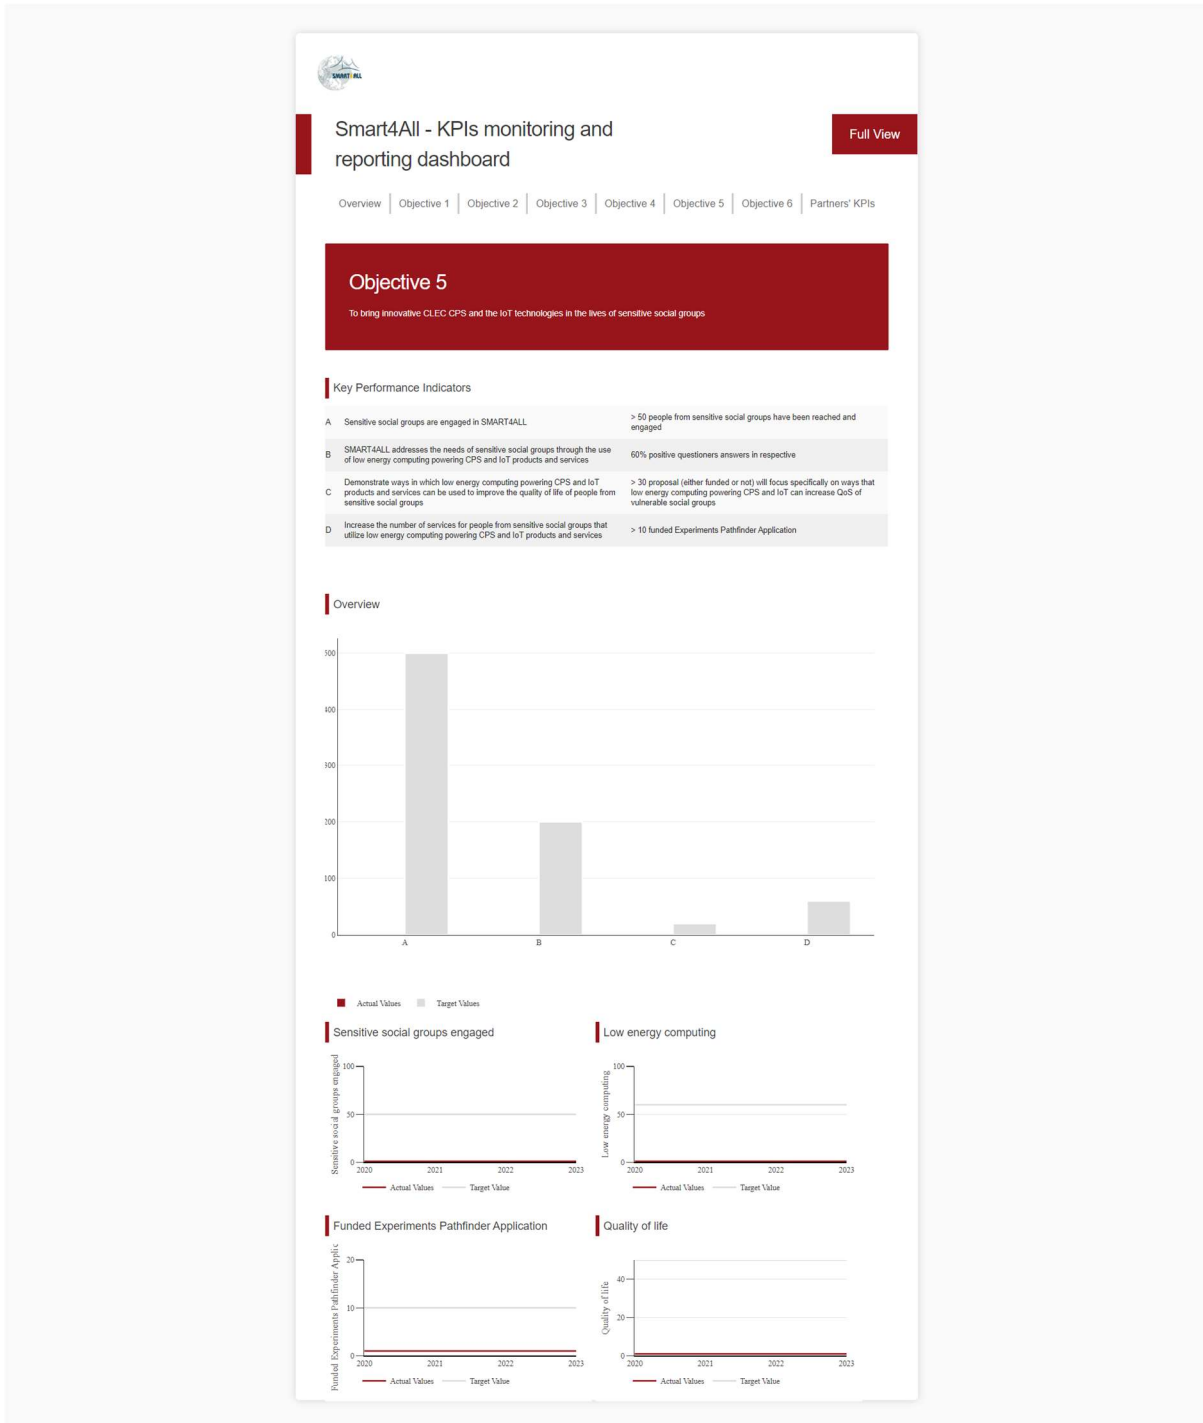 SMART4ALL
Smart4All - KPIs monitoring and
reporting dashboard
Full View
Overview
Objective 1
Objective 2
Objective 3
Objective 4
Objective 5
Objective 6
Partners' KPIs
Objective 5
To bring innovative CLEC CPS and the IoT technologies in the lives of sensitive social groups
Key Performance Indicators
A
Sensitive social groups are engaged in SMART4ALL
> 50 people from sensitive social groups have been reached and
engaged
B
SMART4ALL addresses the needs of sensitive social groups through the use
of low energy computing powering CPS and IoT products and services
60% positive questioners answers in respective
C
Demonstrate ways in which low energy computing powering CPS and IoT
products and services can be used to improve the quality of life of people from
sensitive social groups
> 30 proposal (either funded or not) will focus specifically on ways that
low energy computing powering CPS and IoT can increase QoS of
vulnerable social groups
D
Increase the number of services for people from sensitive social groups that
utilize low energy computing powering CPS and IoT products and services
> 10 funded Experiments Pathfinder Application
Overview
500
400
300
200
100
0
A
B
C
D
Actual Values
Target Values
Sensitive social groups engaged
Sensitive social groups engaged
100
50
0
2020
2021
2022
2023
Actual Values
Target Value
Low energy computing
Low energy computing
100
50
0
2020
2021
2022
2023
Actual Values
Target Value
Funded Experiments Pathfinder Application
Funded Experiments Pathfinder Applic
20
10
0
2020
2021
2022
2023
Actual Values
Target Value
Quality of life
Quality of life
40
20
0
2020
2021
2022
2023
Actual Values
Target Value